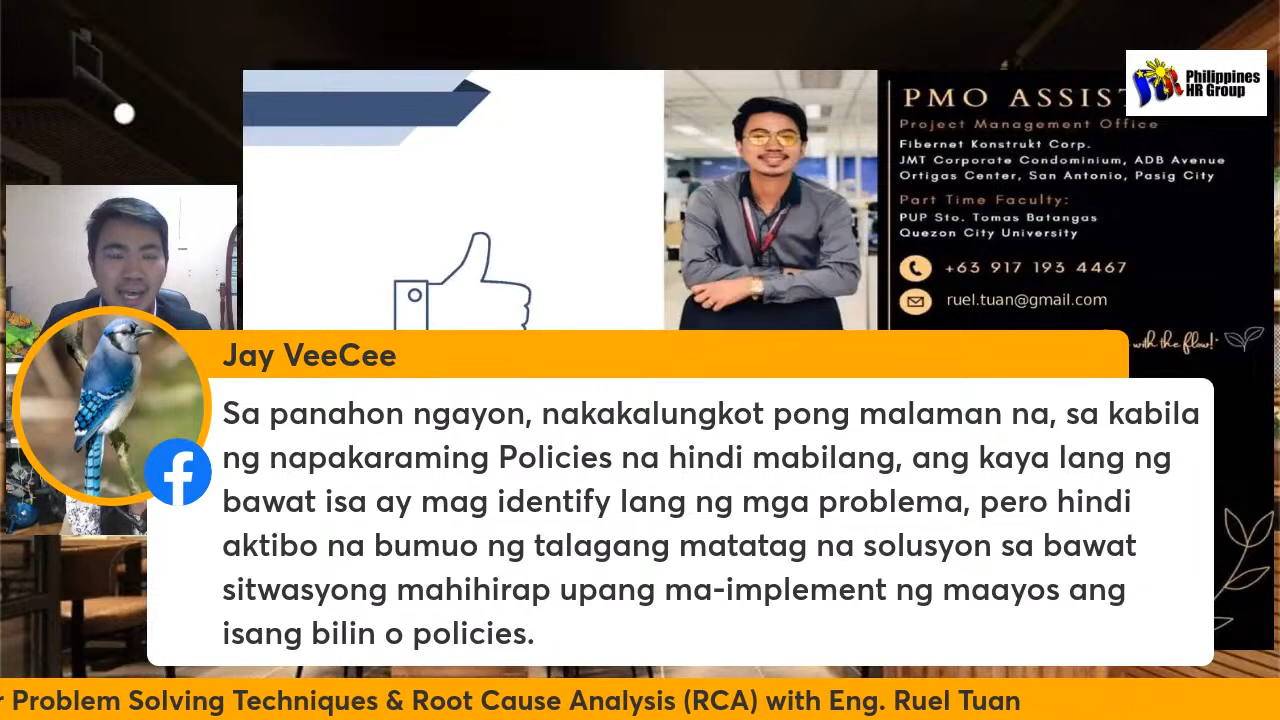 Philippines
HR Group
PMO ASSIST
Project Management Office
Fibernet Konstrukt Corp.
JMT Corporate Condominium, ADB Avenue
Ortigas Center, San Antonio, Pasig City
Part Time Faculty:
PUP Sto. Tomas Batangas
Quezon City University
+63 917 193 4467
ruel.tuan@gmail.com
with the flow!"
Jay VeeCee
Sa panahon ngayon, nakakalungkot pong malaman na, sa kabila
ng napakaraming Policies na hindi mabilang, ang kaya lang ng
bawat isa ay mag identify lang ng mga problema, pero hindi
aktibo na bumuo ng talagang matatag na solusyon sa bawat
sitwasyong mahihirap upang ma-implement ng maayos ang
isang bilin o policies.
r Problem Solving Techniques & Root Cause Analysis (RCA) with Eng. Ruel Tuan